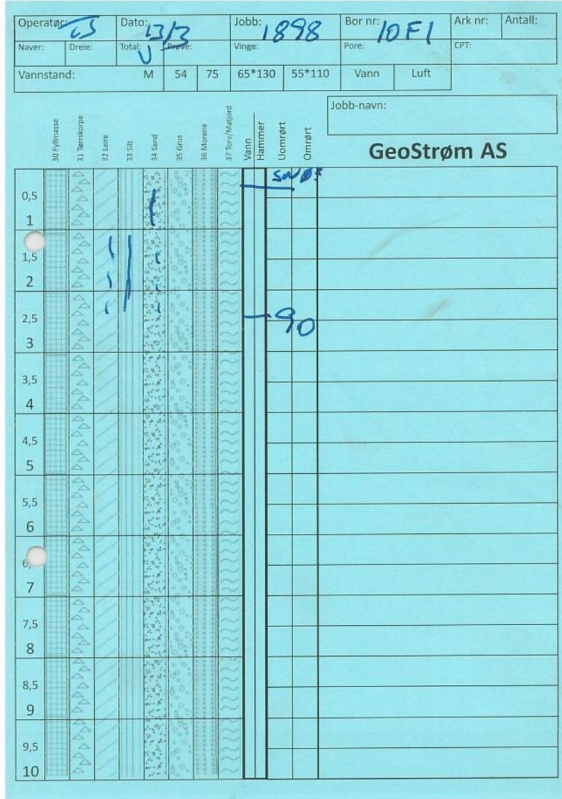 Operatør: TS Dato: 13/3 Jobb: 1898 Bor nr: 10F1 Ark nr: Antall:
Naver: Dreie: Total: Prøve: Vinge: Pore: CPT:
Vannstand: M 54 75 65*130 55*110 Vann Luft
Jobb-navn:
30 Fyllmasse 31 Tørrskorpe 32 Leire 33 Silt 34 Sand 35 Grus 36 Morene 37 Torv/Matjord Vann Hammer Uomrørt Omrørt
GeoStrøm AS
SNØ
0,5
1
1,5
2
2,5 90
3
3,5
4
4,5
5
5,5
6
6,
7
7,5
8
8,5
9
9,5
10